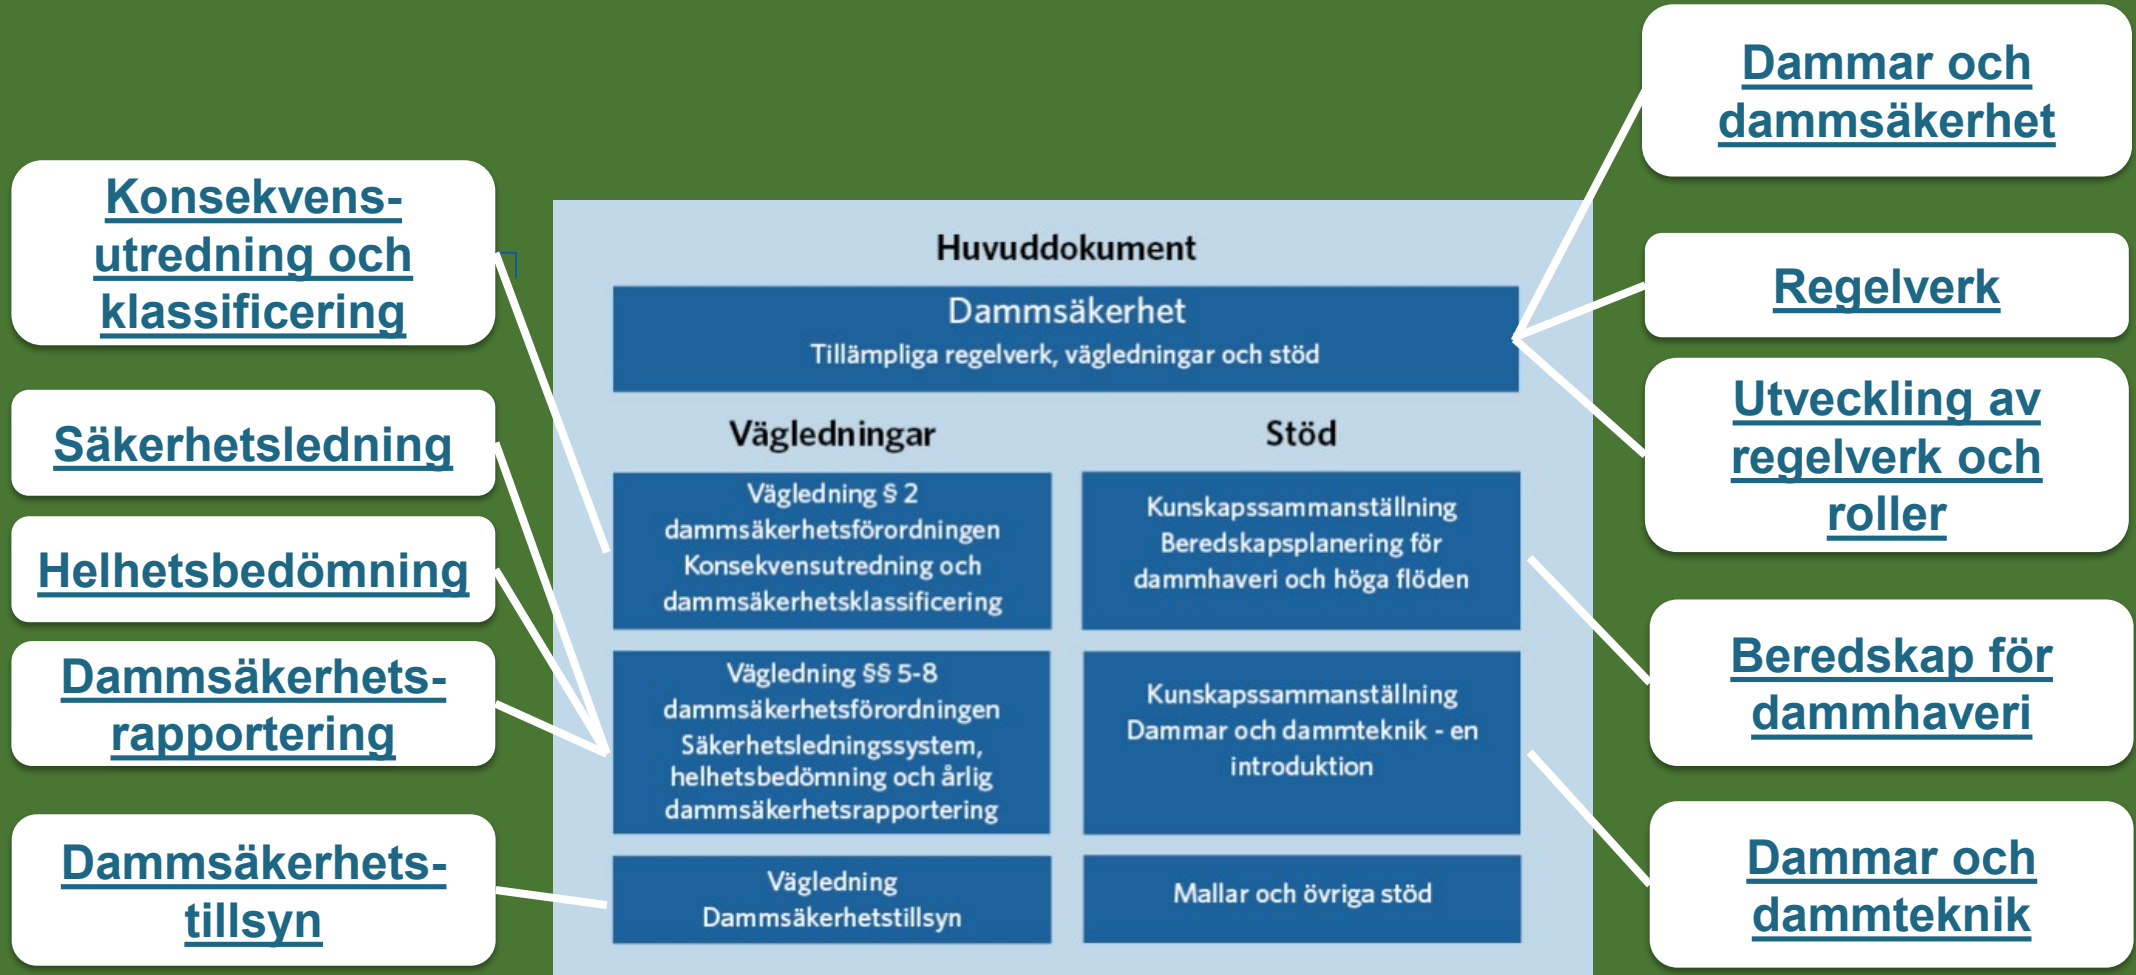 Konsekvens-
utredning och
klassificering
Säkerhetsledning
Helhetsbedömning
Dammsäkerhets-
rapportering
Dammsäkerhets-
tillsyn
Huvuddokument
Dammsäkerhet
Tillämpliga regelverk, vägledningar och stöd
Vägledningar
Vägledning § 2
dammsäkerhetsförordningen
Konsekvensutredning och
dammsäkerhetsklassificering
Vägledning §§ 5-8
dammsäkerhetsförordningen
Säkerhetsledningssystem,
helhetsbedömning och årlig
dammsäkerhetsrapportering
Vägledning
Dammsäkerhetstillsyn
Stöd
Kunskapssammanställning
Beredskapsplanering för
dammhaveri och höga flöden
Kunskapssammanställning
Dammar och dammteknik - en
introduktion
Mallar och övriga stöd
Dammar och
dammsäkerhet
Regelverk
Utveckling av
regelverk och
roller
Beredskap för
dammhaveri
Dammar och
dammteknik